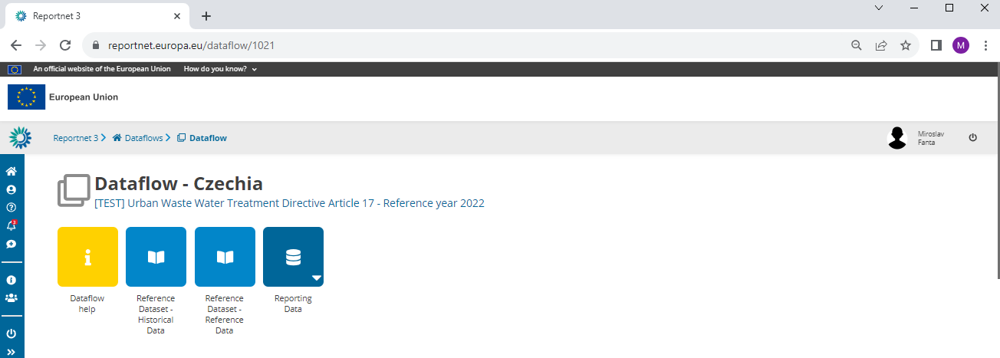 Reportnet 3
reportnet.europa.eu/dataflow/1021
M
An official website of the European Union How do you know?
European Union
Reportnet 3 Dataflows Dataflow
Miroslav
Fanta
2
Dataflow - Czechia
[TEST] Urban Waste Water Treatment Directive Article 17 - Reference year 2022
Dataflow
help
Reference
Dataset -
Historical
Data
Reference
Dataset -
Reference
Data
Reporting
Data